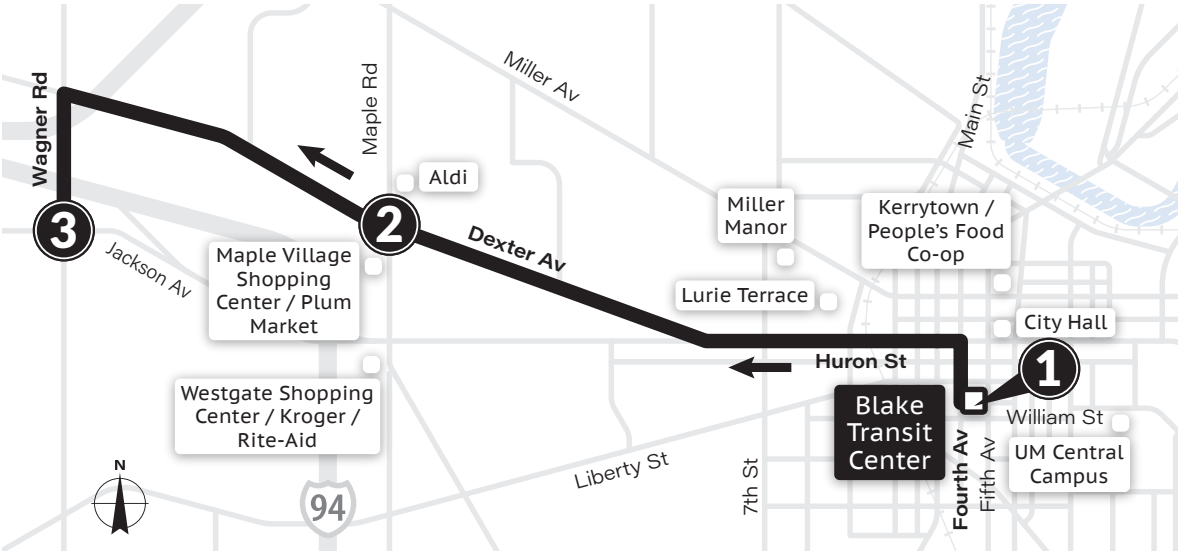 Miller Av
Main St
Wagner Rd
Maple Rd
Aldi
Miller
Manor
Kerrytown /
People's Food
Co-op
2
3
Dexter Av
Jackson Av
Maple Village
Shopping
Center / Plum
Market
Lurie Terrace
City Hall
Huron St
1
Westgate Shopping
Center / Kroger /
Rite-Aid
Blake
Transit
Center
William St
UM Central
Campus
Liberty St
7th St
Fourth Av
Fifth Av
N
94